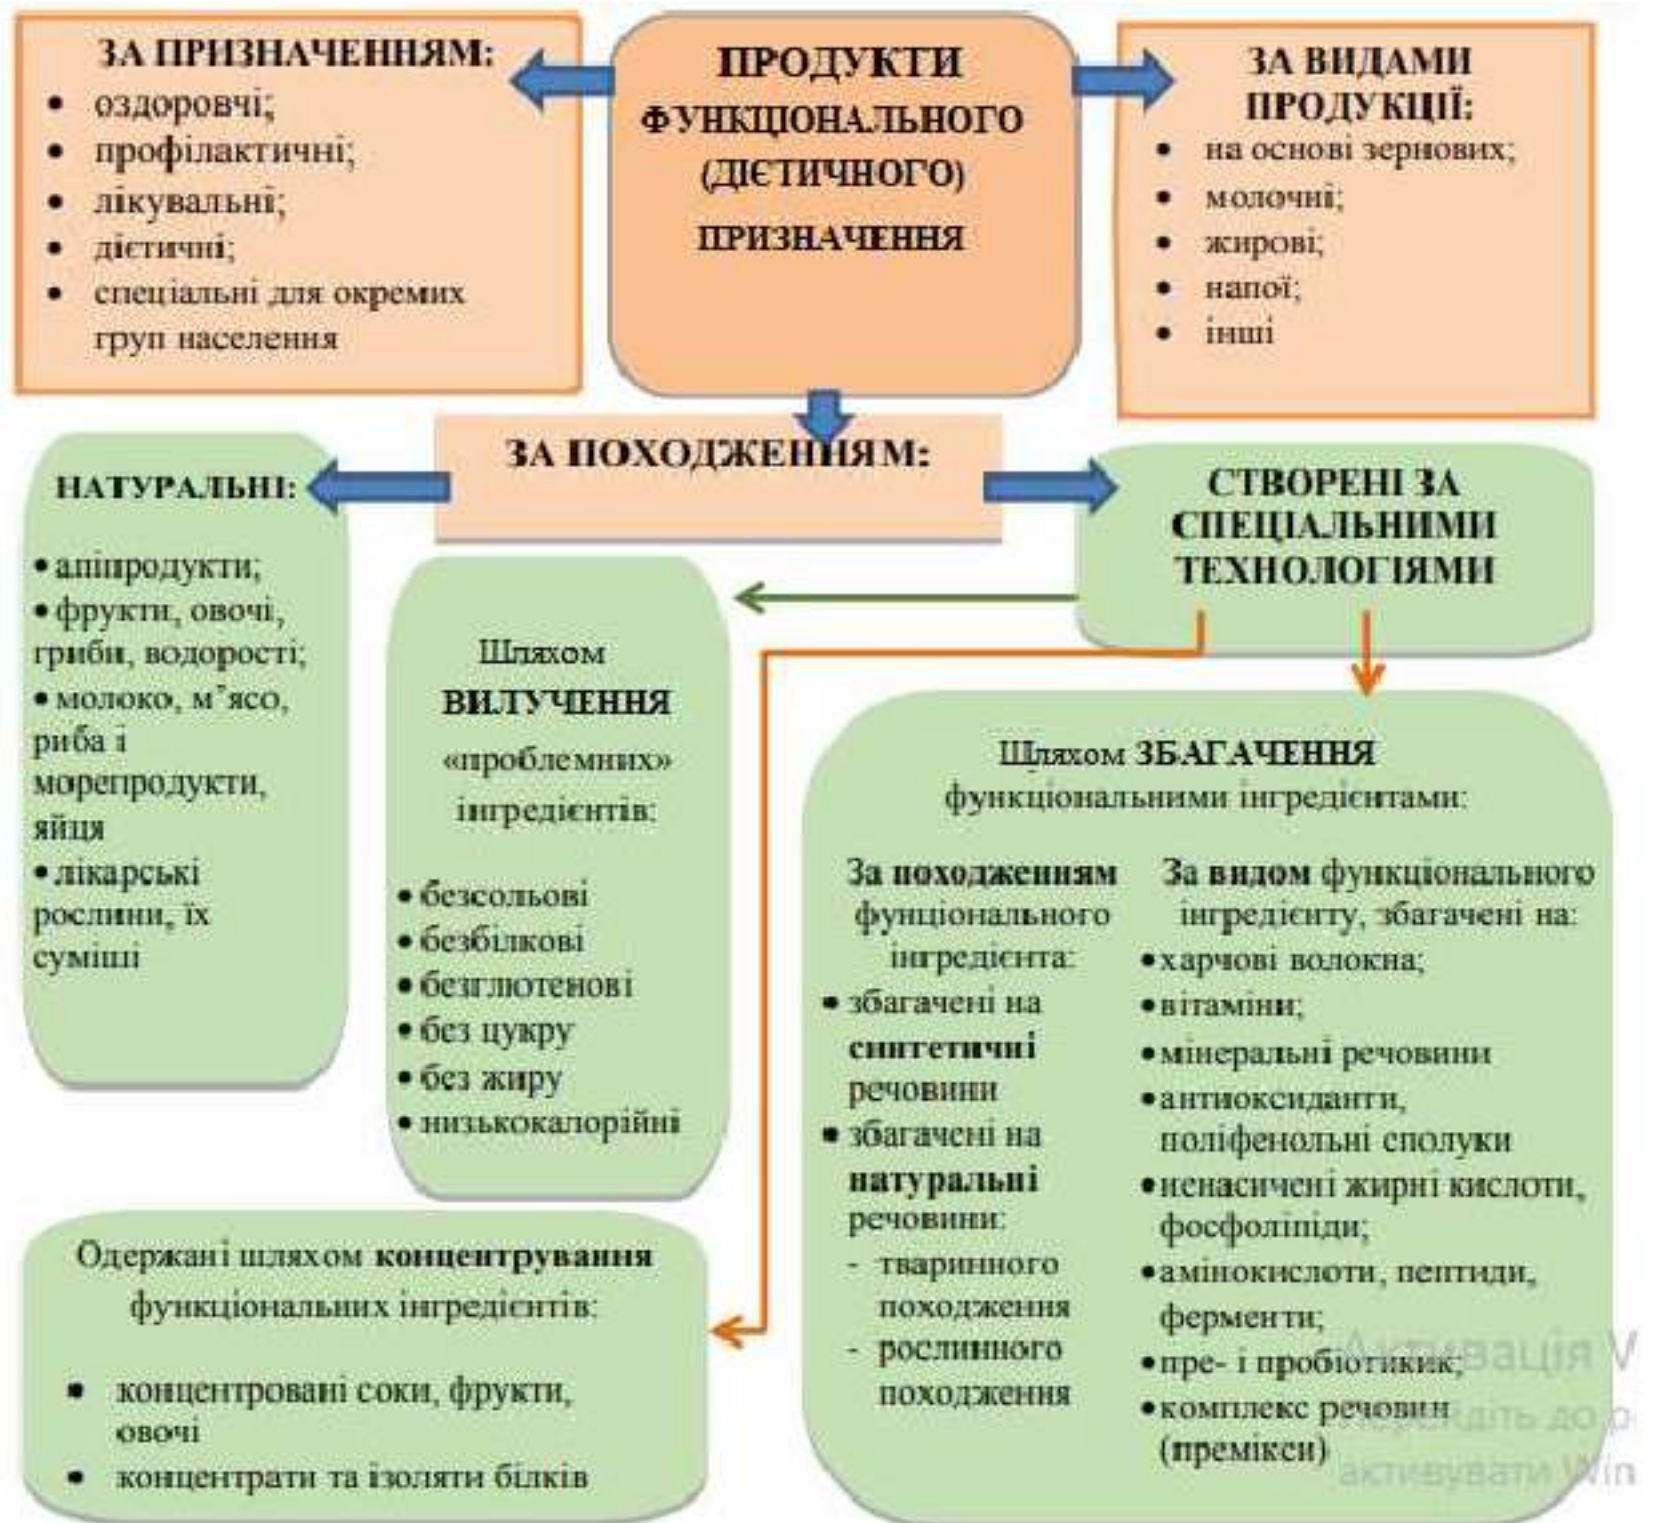 ЗА ПРИЗНАЧЕННЯМ:
• оздоровчі;
• профілактичні;
• лікувальні;
• дієтичні;
• спеціальні для окремих
груп населення
ПРОДУКТИ
ФУНКЦІОНАЛЬНОГО
(ДІЄТИЧНОГО)
ПРИЗНАЧЕННЯ
ЗА ВИДАМИ
ПРОДУКЦІЇ:
• на основі зернових;
• молочні;
• жирові;
• напої;
• інші
ЗА ПОХОДЖЕННЯМ:
НАТУРАЛЬНІ:
• апіпродукти;
• фрукти, овочі,
гриби, водорості;
• молоко, м’ясо,
риба і
морепродукти,
яйця
• лікарські
рослини, їх
суміші
СТВОРЕНІ ЗА
СПЕЦІАЛЬНИМИ
ТЕХНОЛОГІЯМИ
Шляхом
ВИЛУЧЕННЯ
«проблемних»
інгредієнтів:
• безсольові
• безбілкові
• безглютенові
• без цукру
• без жиру
• низькокалорійні
Шляхом ЗБАГАЧЕННЯ
функціональними інгредієнтами:
За походженням
фунціонального
інгредієнта:
• збагачені на
синтетичні
речовини
• збагачені на
натуральні
речовини:
- тваринного
походження
- рослинного
походження
За видом функціонального
інгредієнту, збагачені на:
• харчові волокна;
• вітаміни;
• мінеральні речовини
• антиоксиданти,
поліфенольні сполуки
• ненасичені жирні кислоти,
фосфоліпіди;
• амінокислоти, пептиди,
ферменти;
• пре- і пробіотикик;
• комплекс речовин
(премікси)
Одержані шляхом концентрування
функціональних інгредієнтів:
• концентровані соки, фрукти,
овочі
• концентрати та ізоляти білків
Активація W
Перейдіть до р
активувати Win